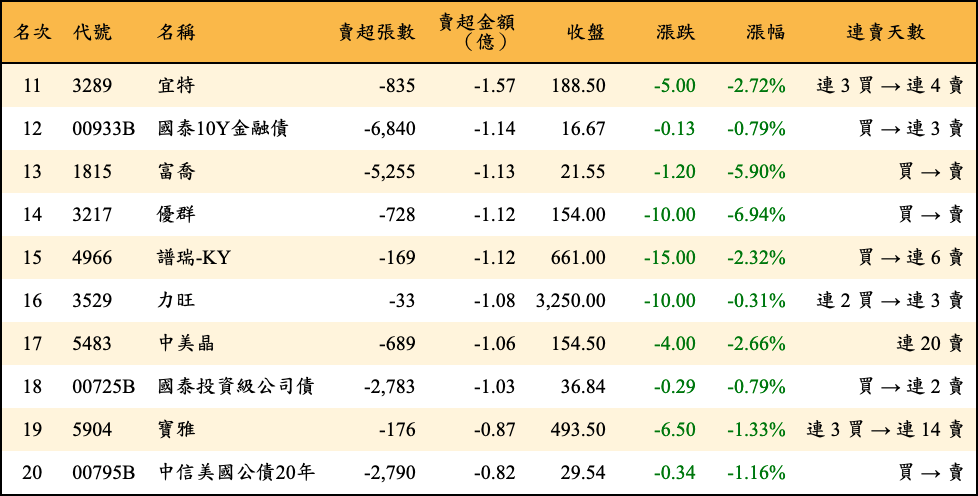 名次 代號 名稱 賣超張數 賣超金額（億） 收盤 漲跌 漲幅 連賣天數
11 3289 宜特 -835 -1.57 188.50 -5.00 -2.72% 連 3 買 → 連 4 賣
12 00933B 國泰10Y金融債 -6,840 -1.14 16.67 -0.13 -0.79% 買 → 連 3 賣
13 1815 富喬 -5,255 -1.13 21.55 -1.20 -5.90% 買 → 賣
14 3217 優群 -728 -1.12 154.00 -10.00 -6.94% 買 → 賣
15 4966 譜瑞-KY -169 -1.12 661.00 -15.00 -2.32% 買 → 連 6 賣
16 3529 力旺 -33 -1.08 3,250.00 -10.00 -0.31% 連 2 買 → 連 3 賣
17 5483 中美晶 -689 -1.06 154.50 -4.00 -2.66% 連 20 賣
18 00725B 國泰投資級公司債 -2,783 -1.03 36.84 -0.29 -0.79% 買 → 連 2 賣
19 5904 寶雅 -176 -0.87 493.50 -6.50 -1.33% 連 3 買 → 連 14 賣
20 00795B 中信美國公債20年 -2,790 -0.82 29.54 -0.34 -1.16% 買 → 賣